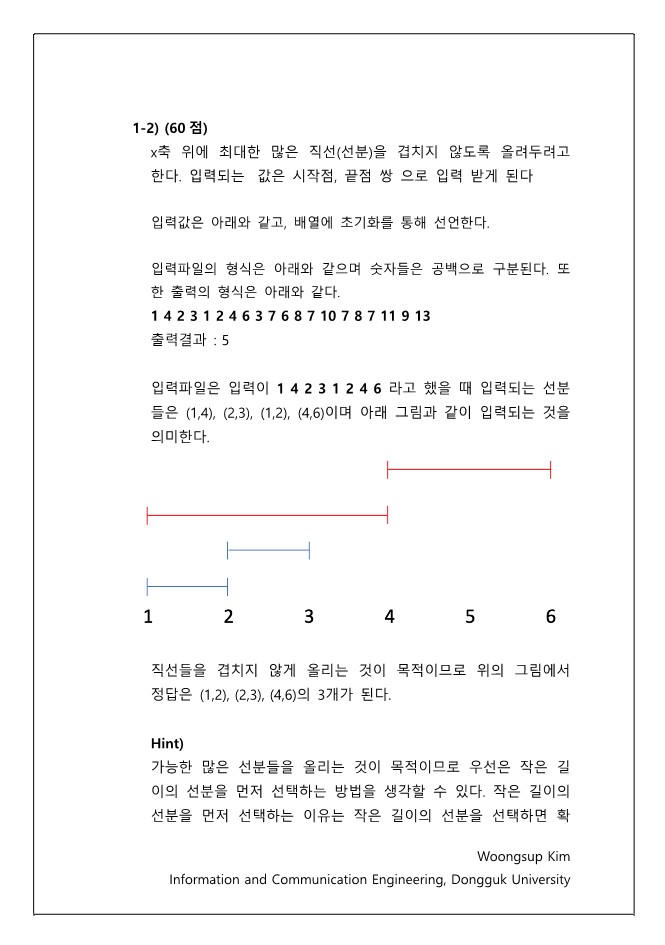 1-2) (60 점)
x축 위에 최대한 많은 직선(선분)을 겹치지 않도록 올려두려고
한다. 입력되는 값은 시작점, 끝점 쌍 으로 입력 받게 된다
입력값은 아래와 같고, 배열에 초기화를 통해 선언한다.
입력파일의 형식은 아래와 같으며 숫자들은 공백으로 구분된다. 또
한 출력의 형식은 아래와 같다.
1 4 2 3 1 2 4 6 3 7 6 8 7 10 7 8 7 11 9 13
출력결과 : 5
입력파일은 입력이 1 4 2 3 1 2 4 6 라고 했을 때 입력되는 선분
들은 (1,4), (2,3), (1,2), (4,6)이며 아래 그림과 같이 입력되는 것을
의미한다.
1 2 3 4 5 6
직선들을 겹치지 않게 올리는 것이 목적이므로 위의 그림에서
정답은 (1,2), (2,3), (4,6)의 3개가 된다.
Hint)
가능한 많은 선분들을 올리는 것이 목적이므로 우선은 작은 길
이의 선분을 먼저 선택하는 방법을 생각할 수 있다. 작은 길이의
선분을 먼저 선택하는 이유는 작은 길이의 선분을 선택하면 확
Woongsup Kim
Information and Communication Engineering, Dongguk University